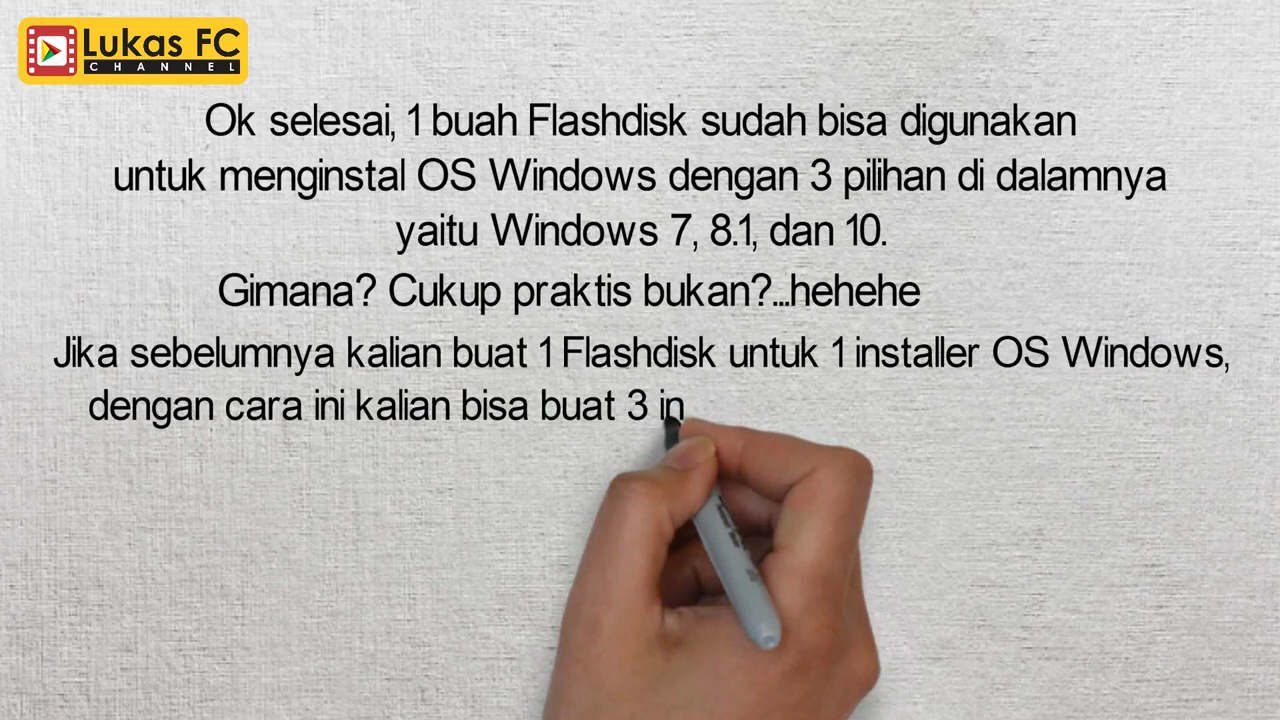 Lukas FC
CHANNEL
Ok selesai, 1 buah Flashdisk sudah bisa digunakan
untuk menginstal OS Windows dengan 3 pilihan di dalamnya
yaitu Windows 7, 8.1, dan 10.
Gimana? Cukup praktis bukan?...hehehe
Jika sebelumnya kalian buat 1 Flashdisk untuk 1 installer OS Windows,
dengan cara ini kalian bisa buat 3 in